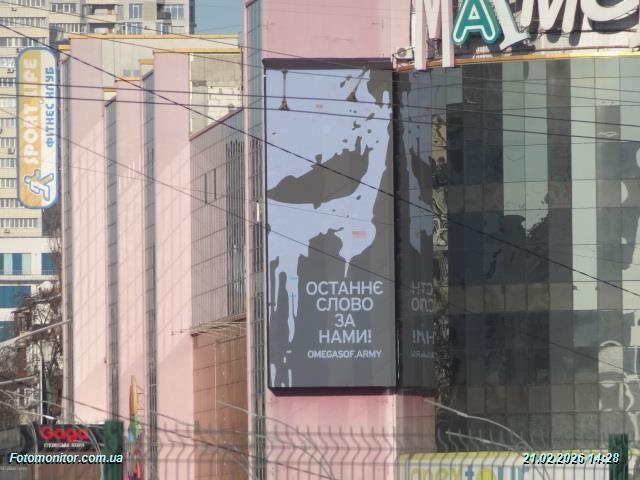 SPORT LIFE
ФІТНЕС КЛУБ
ОСТАННЄ
СЛОВО
ЗА
НАМИ!
OMEGASOF.ARMY
Fotomonitor.com.ua
21.02.2026 14:28